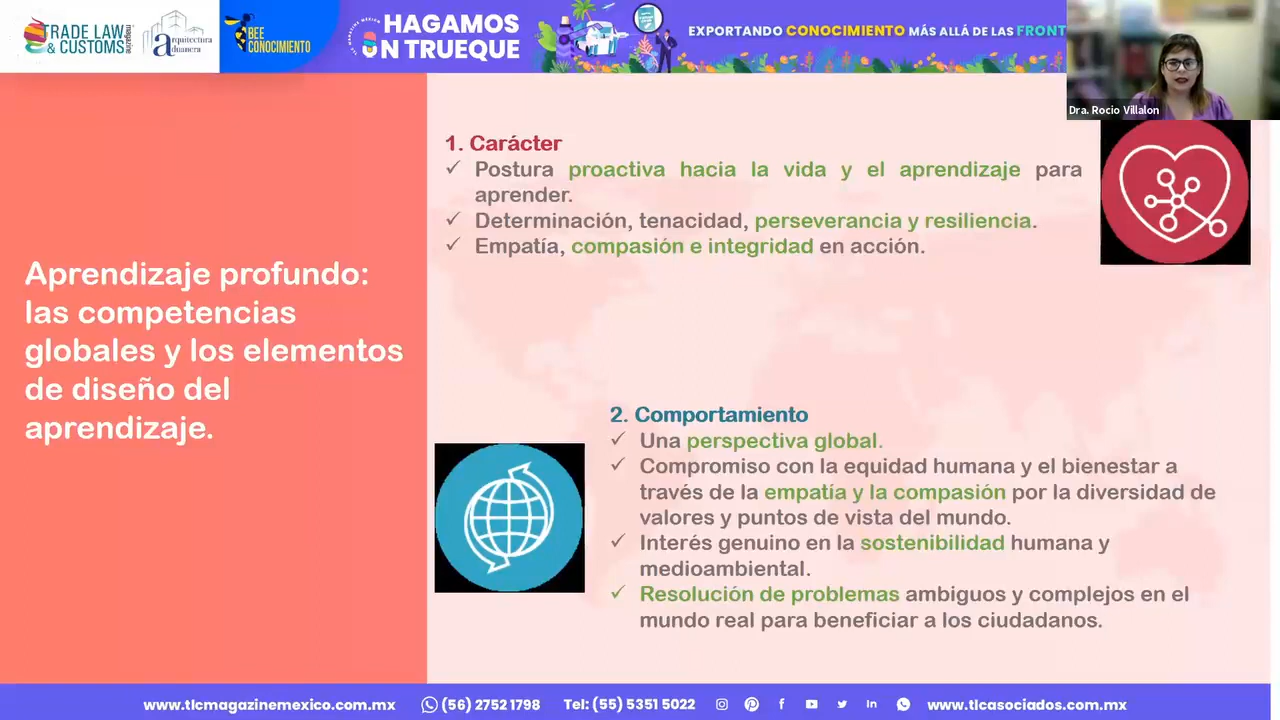 TRADE LAW & CUSTOMS magazine
arquitectura aduanera
BEE CONOCIMIENTO
HAGAMOS
UN TRUEQUE
EXPORTANDO CONOCIMIENTO MÁS ALLÁ DE LAS FRONT
Dra. Rocio Villalon
Aprendizaje profundo:
las competencias
globales y los elementos
de diseño del
aprendizaje.
1. Carácter
✓ Postura proactiva hacia la vida y el aprendizaje para
aprender.
✓ Determinación, tenacidad, perseverancia y resiliencia.
✓ Empatía, compasión e integridad en acción.
2. Comportamiento
✓ Una perspectiva global.
✓ Compromiso con la equidad humana y el bienestar a
través de la empatía y la compasión por la diversidad de
valores y puntos de vista del mundo.
✓ Interés genuino en la sostenibilidad humana y
medioambiental.
✓ Resolución de problemas ambiguos y complejos en el
mundo real para beneficiar a los ciudadanos.
www.tlcmagazinemexico.com.mx (56) 2752 1798 Tel: (55) 5351 5022 www.tlcasociados.com.mx